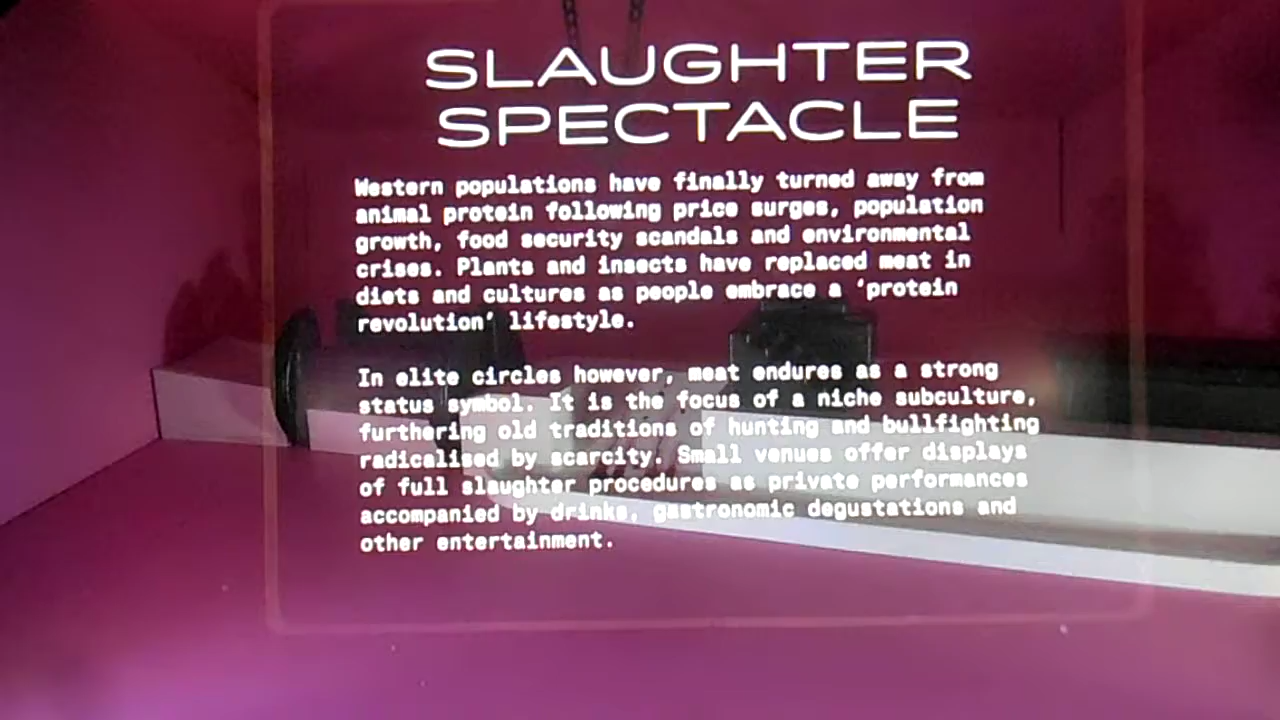 SLAUGHTER
SPECTACLE
Western populations have finally turned away from
animal protein following price surges, population
growth, food security scandals and environmental
crises. Plants and insects have replaced meat in
diets and cultures as people embrace a ‘protein
revolution’ lifestyle.
In elite circles however, meat endures as a strong
status symbol. It is the focus of a niche subculture,
furthering old traditions of hunting and bullfighting
radicalised by scarcity. Small venues offer displays
of full slaughter procedures as private performances
accompanied by drinks, gastronomic degustations and
other entertainment.